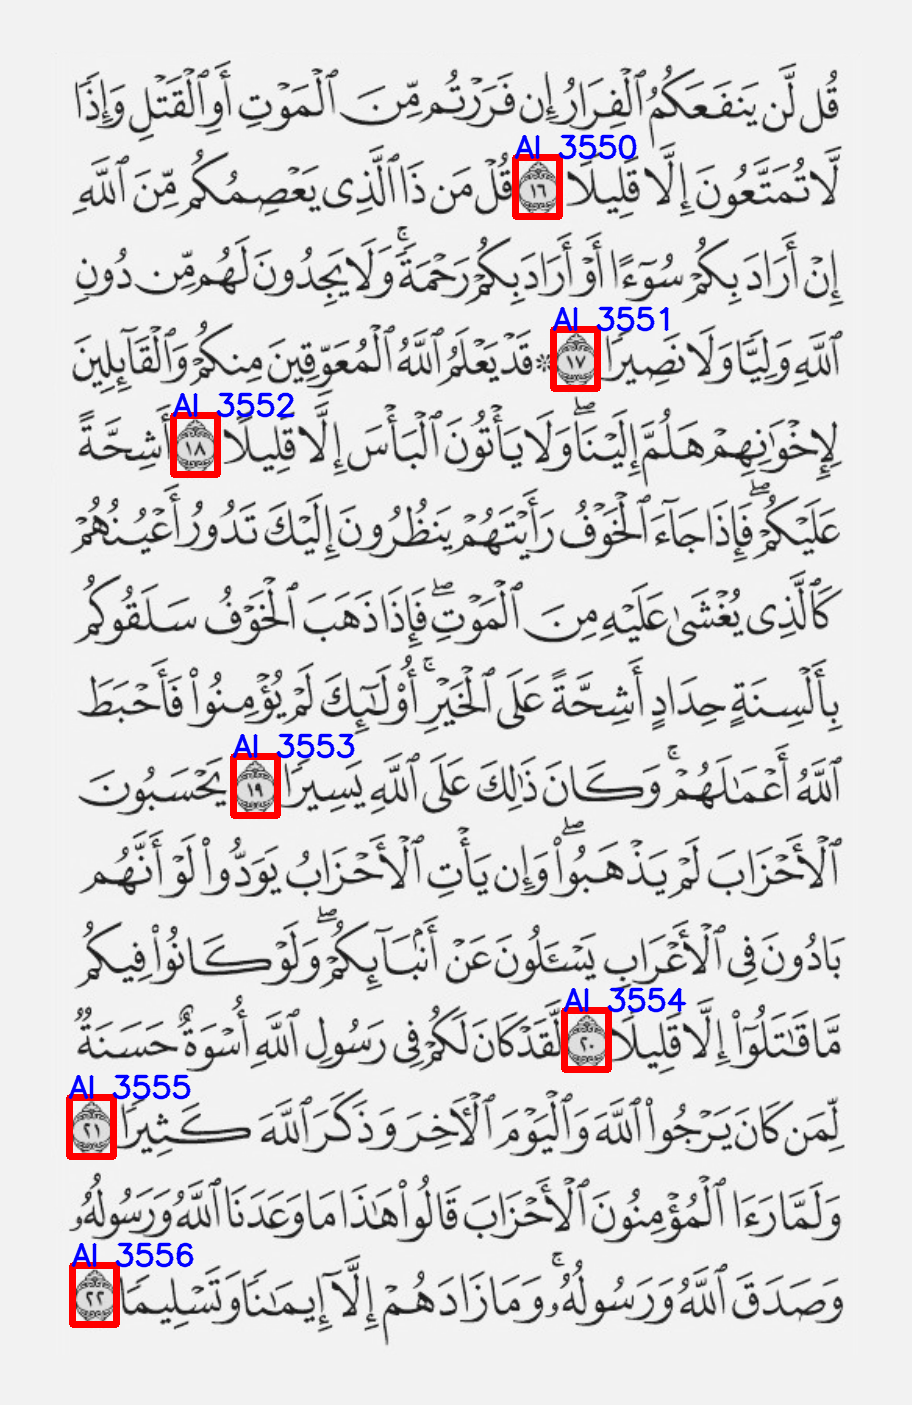 قُل لَّن يَنفَعَكُمُ ٱلْفِرَارُ إِن فَرَرْتُم مِّنَ ٱلْمَوْتِ أَوِ ٱلْقَتْلِ وَإِذًا
AI_3550
لَّا تُمَتَّعُونَ إِلَّا قَلِيلًا ١٦ قُلْ مَن ذَا ٱلَّذِى يَعْصِمُكُم مِّنَ ٱللَّهِ
إِنْ أَرَادَ بِكُمْ سُوٓءًا أَوْ أَرَادَ بِكُمْ رَحْمَةً ۚ وَلَا يَجِدُونَ لَهُم مِّن دُونِ
AI_3551
ٱللَّهِ وَلِيًّا وَلَا نَصِيرًا ١٧ ۞ قَدْ يَعْلَمُ ٱللَّهُ ٱلْمُعَوِّقِينَ مِنكُمْ وَٱلْقَآئِلِينَ
AI_3552
لِإِخْوَٰنِهِمْ هَلُمَّ إِلَيْنَا ۖ وَلَا يَأْتُونَ ٱلْبَأْسَ إِلَّا قَلِيلًا ١٨ أَشِحَّةً
عَلَيْكُمْ ۖ فَإِذَا جَآءَ ٱلْخَوْفُ رَأَيْتَهُمْ يَنظُرُونَ إِلَيْكَ تَدُورُ أَعْيُنُهُمْ
كَٱلَّذِى يُغْشَىٰ عَلَيْهِ مِنَ ٱلْمَوْتِ ۖ فَإِذَا ذَهَبَ ٱلْخَوْفُ سَلَقُوكُم
بِأَلْسِنَةٍ حِدَادٍ أَشِحَّةً عَلَى ٱلْخَيْرِ ۚ أُو۟لَٰٓئِكَ لَمْ يُؤْمِنُوا۟ فَأَحْبَطَ
AI_3553
ٱللَّهُ أَعْمَٰلَهُمْ ۚ وَكَانَ ذَٰلِكَ عَلَى ٱللَّهِ يَسِيرًا ١٩ يَحْسَبُونَ
ٱلْأَحْزَابَ لَمْ يَذْهَبُوا۟ ۖ وَإِن يَأْتِ ٱلْأَحْزَابُ يَوَدُّوا۟ لَوْ أَنَّهُم
بَادُونَ فِى ٱلْأَعْرَابِ يَسْـَٔلُونَ عَنْ أَنۢبَآئِكُمْ ۖ وَلَوْ كَانُوا۟ فِيكُم
AI_3554
مَّا قَٰتَلُوٓا۟ إِلَّا قَلِيلًا ٢٠ لَّقَدْ كَانَ لَكُمْ فِى رَسُولِ ٱللَّهِ أُسْوَةٌ حَسَنَةٌ
AI_3555
لِّمَن كَانَ يَرْجُوا۟ ٱللَّهَ وَٱلْيَوْمَ ٱلْـَٔاخِرَ وَذَكَرَ ٱللَّهَ كَثِيرًا ٢١
وَلَمَّا رَءَا ٱلْمُؤْمِنُونَ ٱلْأَحْزَابَ قَالُوا۟ هَٰذَا مَا وَعَدَنَا ٱللَّهُ وَرَسُولُهُۥ
AI_3556
وَصَدَقَ ٱللَّهُ وَرَسُولُهُۥ ۚ وَمَا زَادَهُمْ إِلَّآ إِيمَٰنًا وَتَسْلِيمًا ٢٢